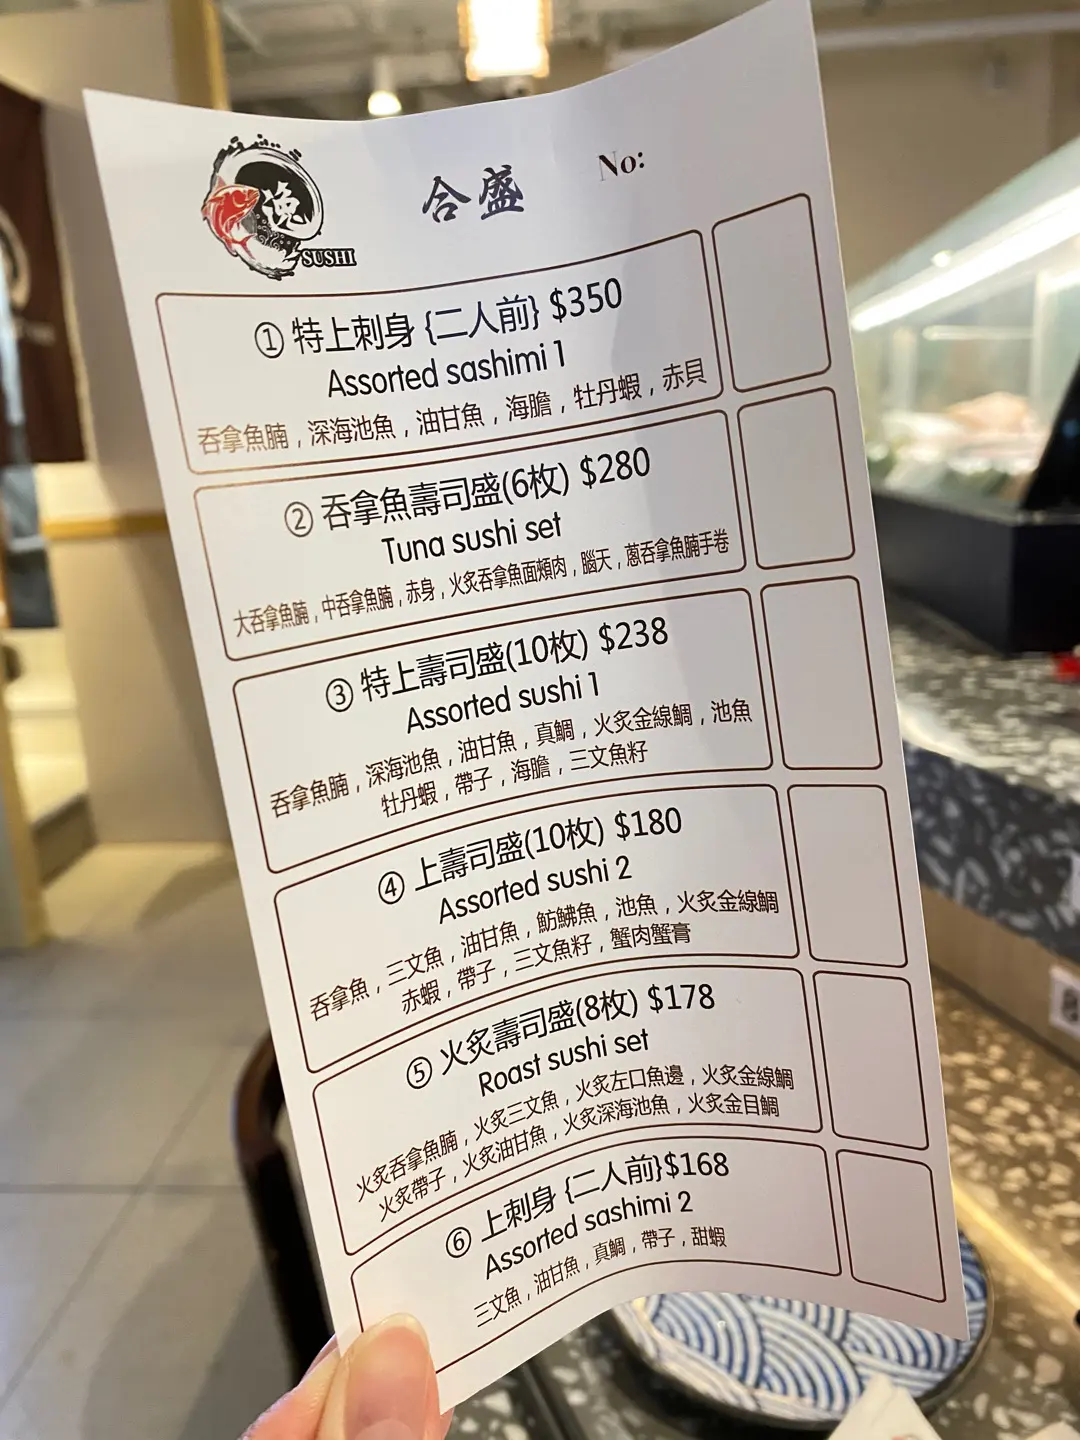 漁
SUSHI
合盛
No:
① 特上刺身 {二人前} $350
Assorted sashimi 1
吞拿魚腩，深海池魚，油甘魚，海膽，牡丹蝦，赤貝
② 吞拿魚壽司盛(6枚) $280
Tuna sushi set
大吞拿魚腩，中吞拿魚腩，赤身，火炙吞拿魚面頰肉，腦天，蔥吞拿魚腩手卷
③ 特上壽司盛(10枚) $238
Assorted sushi 1
吞拿魚腩，深海池魚，油甘魚，真鯛，火炙金線鯛，池魚
牡丹蝦，帶子，海膽，三文魚籽
④ 上壽司盛(10枚) $180
Assorted sushi 2
吞拿魚，三文魚，油甘魚，魴鮄魚，池魚，火炙金線鯛
赤蝦，帶子，三文魚籽，蟹肉蟹膏
⑤ 火炙壽司盛(8枚) $178
Roast sushi set
火炙吞拿魚腩，火炙三文魚，火炙左口魚邊，火炙金線鯛
火炙帶子，火炙油甘魚，火炙深海池魚，火炙金目鯛
⑥ 上刺身 {二人前}$168
Assorted sashimi 2
三文魚，油甘魚，真鯛，帶子，甜蝦